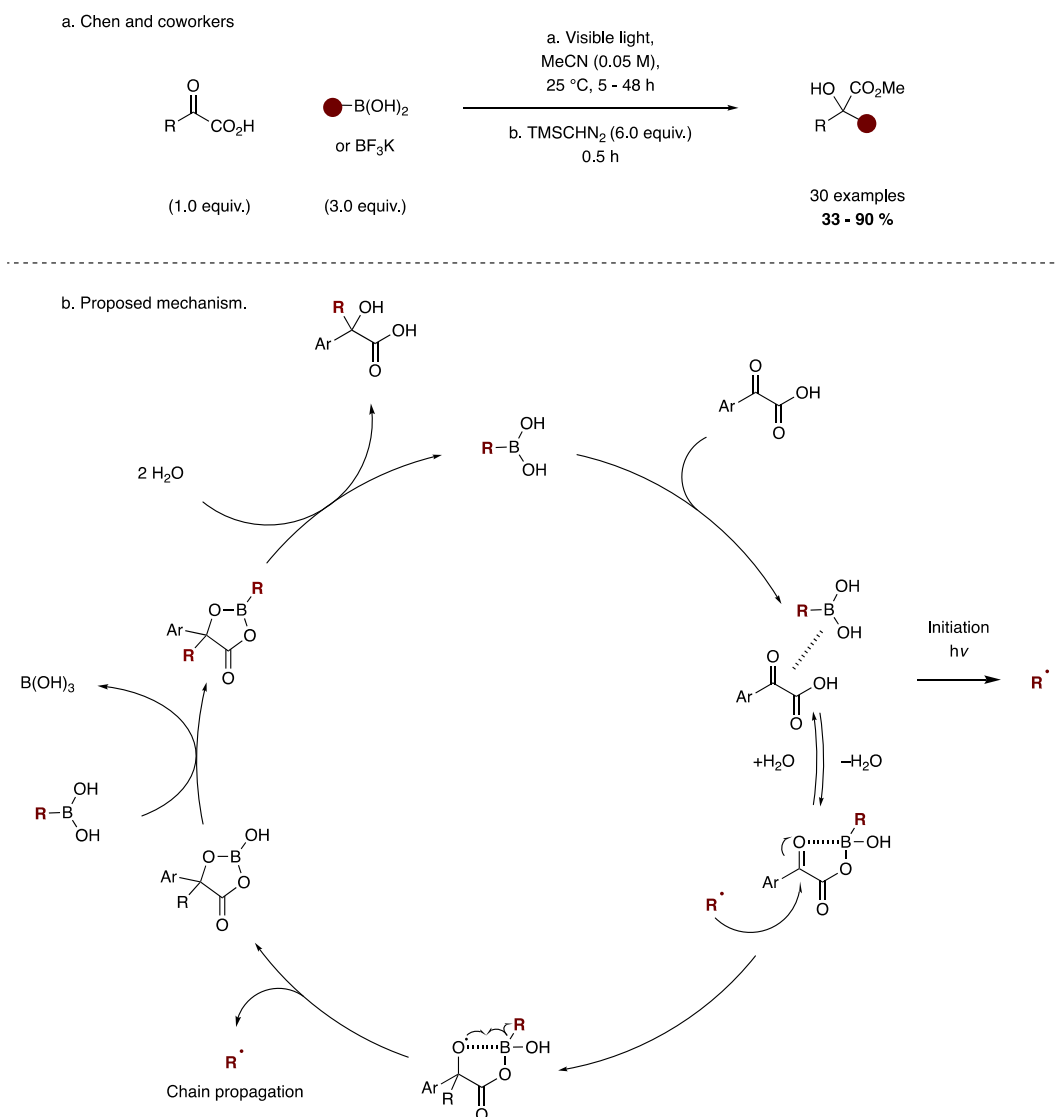 a. Chen and coworkers
a. Visible light,
MeCN (0.05 M),
25 °C, 5 - 48 h
b. TMSCHN₂ (6.0 equiv.)
0.5 h
O
R
CO₂H
B(OH)₂
or BF₃K
HO
CO₂Me
R
(1.0 equiv.)
(3.0 equiv.)
30 examples
33 - 90 %
b. Proposed mechanism.
R
OH
Ar
OH
O
O
Ar
OH
O
R
B
OH
OH
2 H₂O
R
O
B
Ar
O
R
O
R
B
OH
OH
O
Ar
OH
O
Initiation
hν
R•
B(OH)₃
+H₂O
–H₂O
R
B
OH
OH
OH
O
B
Ar
O
R
O
R
O
B
OH
Ar
O
O
R•
R
O•
B
OH
O
Ar
R
O
R•
Chain propagation